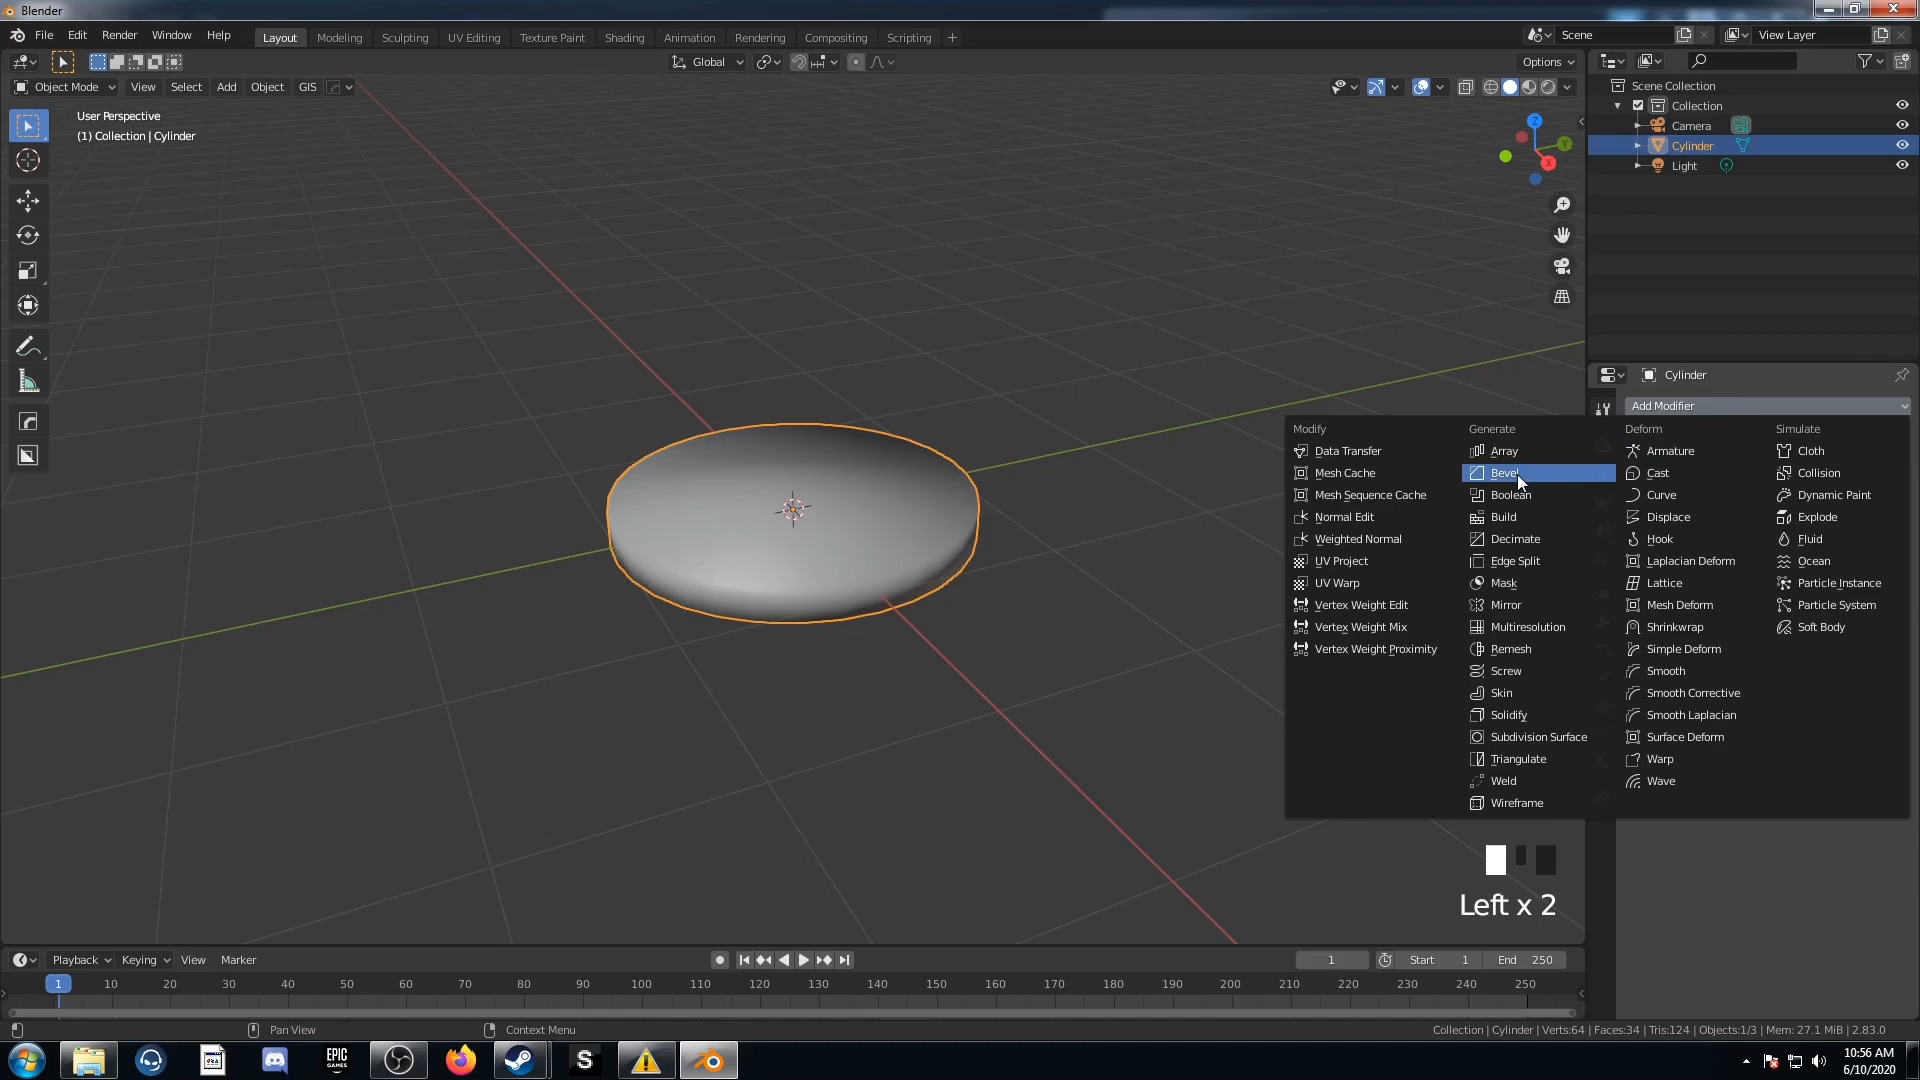 Blender
File Edit Render Window Help
Layout Modeling Sculpting UV Editing Texture Paint Shading Animation Rendering Compositing Scripting +
Scene
View Layer
Global
Options
Object Mode View Select Add Object GIS
User Perspective
(1) Collection | Cylinder
Z
Y
X
Scene Collection
Collection
Camera
Cylinder
Light
Cylinder
Add Modifier
Modify Generate Deform Simulate
Data Transfer Array Armature Cloth
Mesh Cache Bevel Cast Collision
Mesh Sequence Cache Boolean Curve Dynamic Paint
Normal Edit Build Displace Explode
Weighted Normal Decimate Hook Fluid
UV Project Edge Split Laplacian Deform Ocean
UV Warp Mask Lattice Particle Instance
Vertex Weight Edit Mirror Mesh Deform Particle System
Vertex Weight Mix Multiresolution Shrinkwrap Soft Body
Vertex Weight Proximity Remesh Simple Deform
Screw Smooth
Skin Smooth Corrective
Solidify Smooth Laplacian
Subdivision Surface Surface Deform
Triangulate Warp
Weld Wave
Wireframe
Left x 2
Playback Keying View Marker
1 Start 1 End 250
1 10 20 30 40 50 60 70 80 90 100 110 120 130 140 150 160 170 180 190 200 210 220 230 240 250
Pan View
Context Menu
Collection | Cylinder | Verts:64 | Faces:34 | Tris:124 | Objects:1/3 | Mem: 27.1 MiB | 2.83.0
EPIC
GAMES
S
10:56 AM
6/10/2020